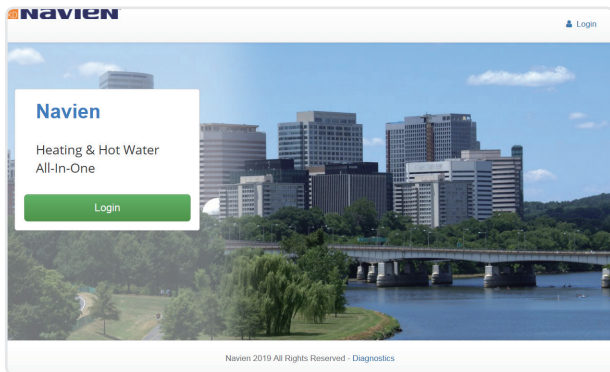 NAVIEN
Login
Navien
Heating & Hot Water
All-In-One
Login
Navien 2019 All Rights Reserved - Diagnostics